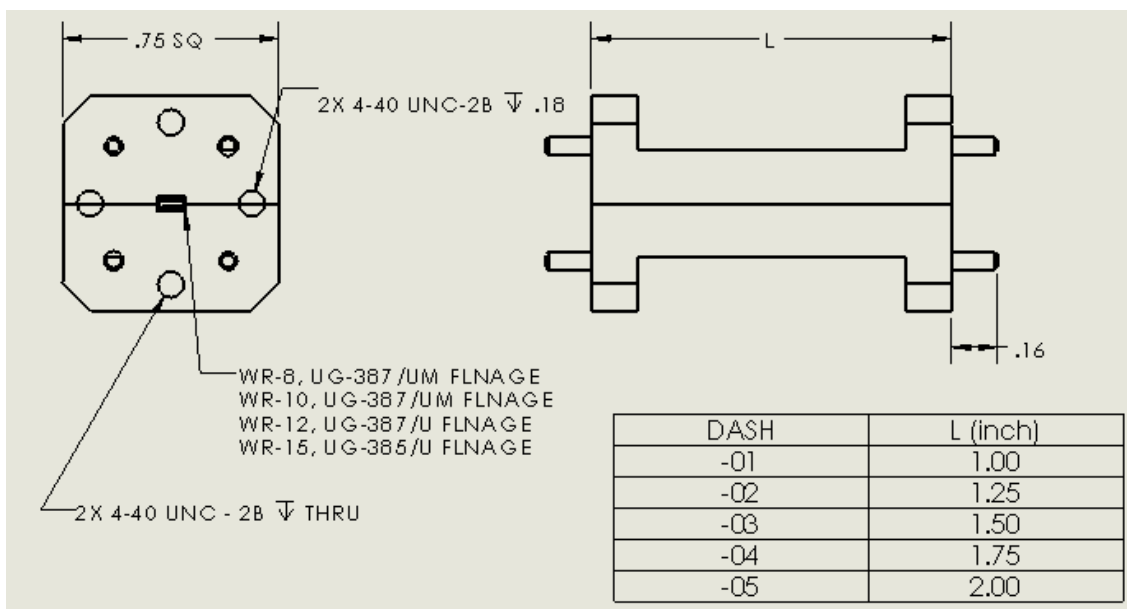 .75 SQ
L
2X 4-40 UNC-2B ↧ .18
.16
WR-8, UG-387/UM FLNAGE
WR-10, UG-387/UM FLNAGE
WR-12, UG-387/U FLNAGE
WR-15, UG-385/U FLNAGE
2X 4-40 UNC - 2B ↧ THRU
DASH L (inch)
-01 1.00
-02 1.25
-03 1.50
-04 1.75
-05 2.00